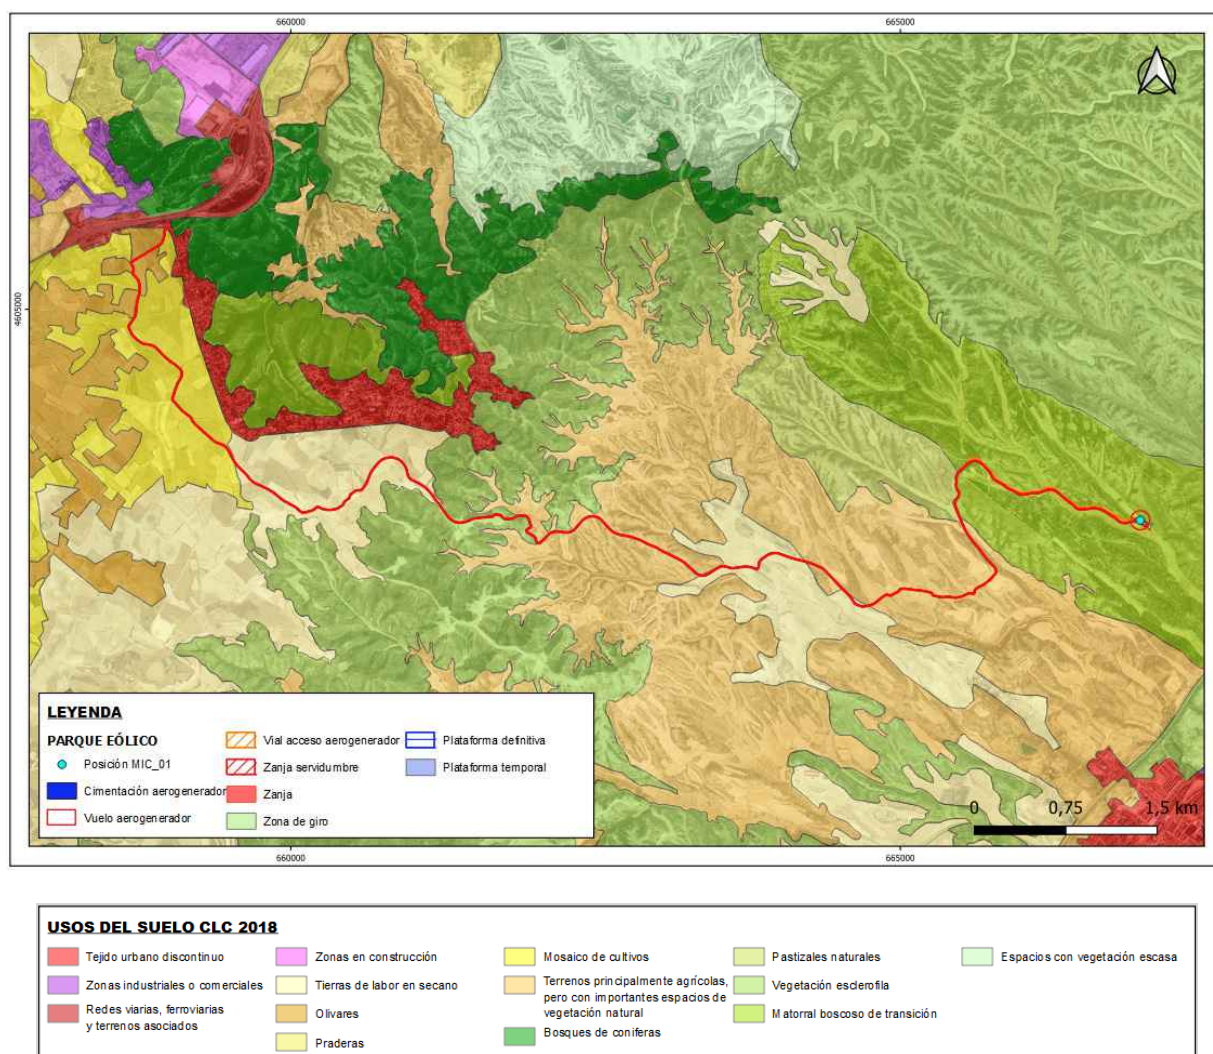 660000
665000
4605000
4605000
LEYENDA
PARQUE EÓLICO
Posición MIC_01
Cimentación aerogenerador
Vuelo aerogenerador
Vial acceso aerogenerador
Zanja servidumbre
Zanja
Zona de giro
Plataforma definitiva
Plataforma temporal
0 0,75 1,5 km
660000
665000
USOS DEL SUELO CLC 2018
Tejido urbano discontinuo
Zonas industriales o comerciales
Redes viarias, ferroviarias
y terrenos asociados
Zonas en construcción
Tierras de labor en secano
Olivares
Praderas
Mosaico de cultivos
Terrenos principalmente agrícolas,
pero con importantes espacios de
vegetación natural
Bosques de coniferas
Pastizales naturales
Vegetación esclerofila
Matorral boscoso de transición
Espacios con vegetación escasa